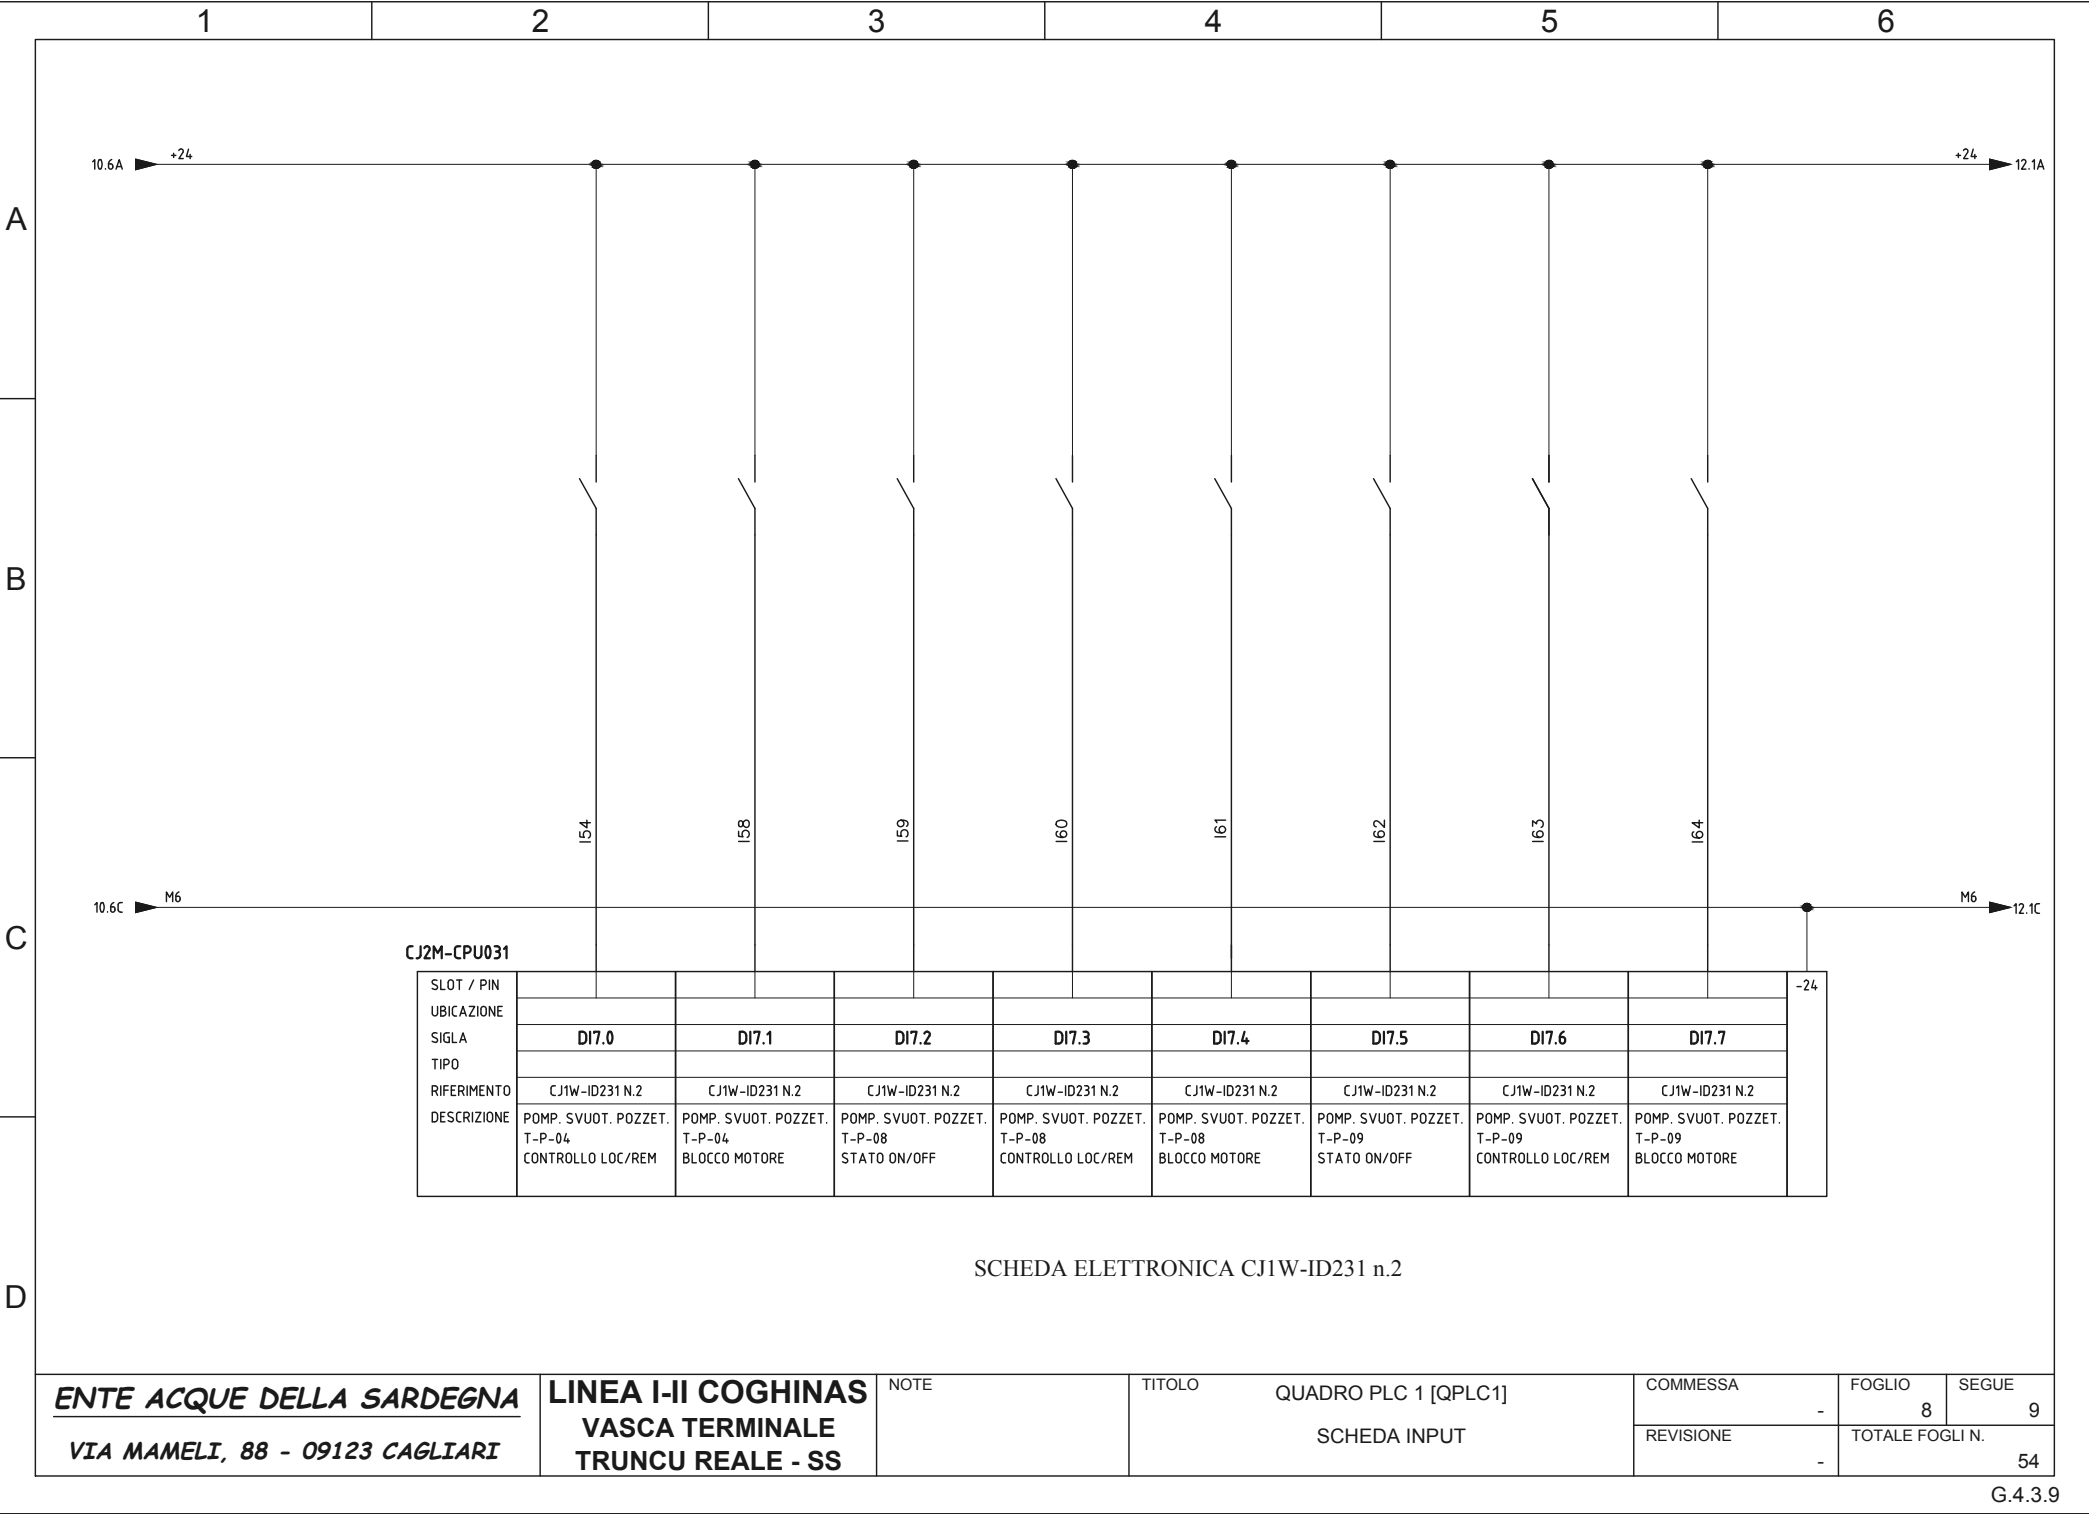 1 2 3 4 5 6
A
B
C
D
10.6A +24 +24 12.1A
I54 I58 I59 I60 I61 I62 I63 I64
10.6C M6 M6 12.1C
CJ2M-CPU031
SLOT / PIN -24
UBICAZIONE
SIGLA DI7.0 DI7.1 DI7.2 DI7.3 DI7.4 DI7.5 DI7.6 DI7.7
TIPO
RIFERIMENTO CJ1W-ID231 N.2 CJ1W-ID231 N.2 CJ1W-ID231 N.2 CJ1W-ID231 N.2 CJ1W-ID231 N.2 CJ1W-ID231 N.2 CJ1W-ID231 N.2 CJ1W-ID231 N.2
DESCRIZIONE POMP. SVUOT. POZZET. POMP. SVUOT. POZZET. POMP. SVUOT. POZZET. POMP. SVUOT. POZZET. POMP. SVUOT. POZZET. POMP. SVUOT. POZZET. POMP. SVUOT. POZZET. POMP. SVUOT. POZZET.
T-P-04 T-P-04 T-P-08 T-P-08 T-P-08 T-P-09 T-P-09 T-P-09
CONTROLLO LOC/REM BLOCCO MOTORE STATO ON/OFF CONTROLLO LOC/REM BLOCCO MOTORE STATO ON/OFF CONTROLLO LOC/REM BLOCCO MOTORE
SCHEDA ELETTRONICA CJ1W-ID231 n.2
ENTE ACQUE DELLA SARDEGNA
VIA MAMELI, 88 - 09123 CAGLIARI
LINEA I-II COGHINAS
VASCA TERMINALE
TRUNCU REALE - SS
NOTE
TITOLO
QUADRO PLC 1 [QPLC1]
SCHEDA INPUT
COMMESSA
-
REVISIONE
-
FOGLIO
8
SEGUE
9
TOTALE FOGLI N.
54
G.4.3.9